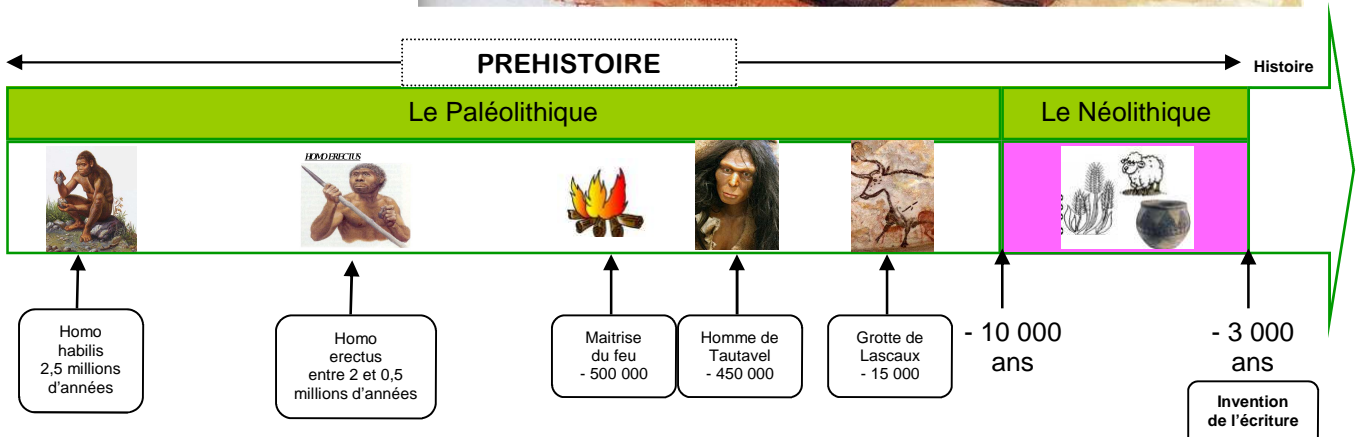 PREHISTOIRE
Histoire
Le Paléolithique
Le Néolithique
HOMO ERECTUS
Homo
habilis
2,5 millions
d'années
Homo
erectus
entre 2 et 0,5
millions d'années
Maitrise
du feu
- 500 000
Homme de
Tautavel
- 450 000
Grotte de
Lascaux
- 15 000
- 10 000
ans
- 3 000
ans
Invention
de l'écriture